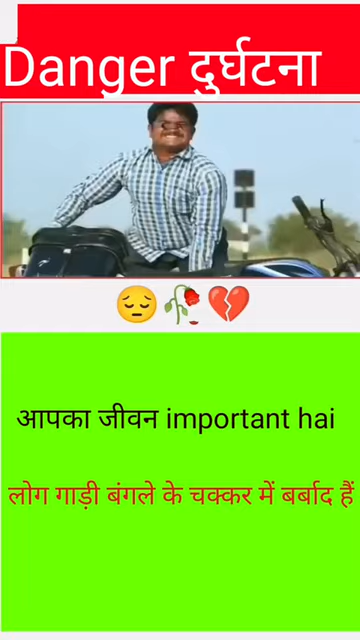 Danger दुर्घटना
आपका जीवन important hai
लोग गाड़ी बंगले के चक्कर में बर्बाद हैं